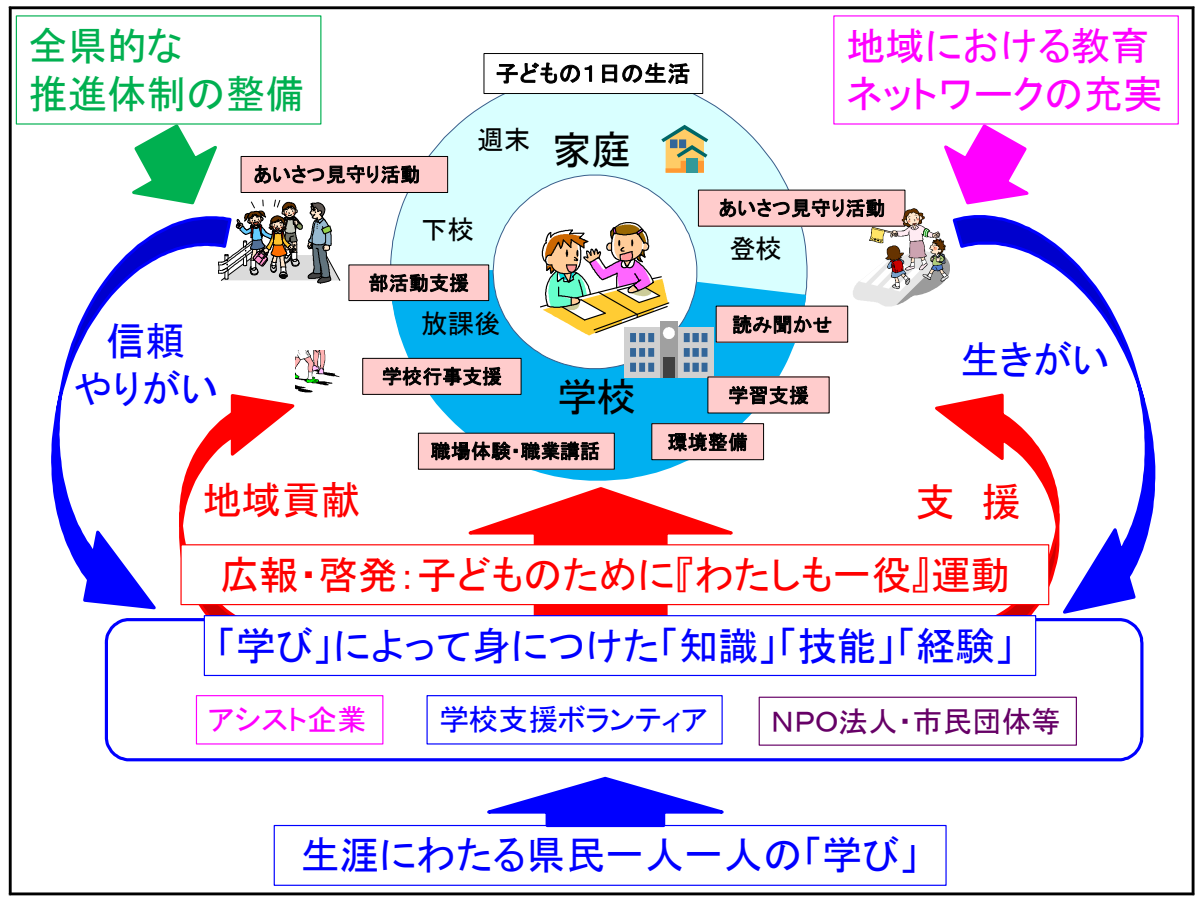 全県的な
推進体制の整備
地域における教育
ネットワークの充実
子どもの1日の生活
週末
家庭
あいさつ見守り活動
あいさつ見守り活動
下校
登校
部活動支援
放課後
読み聞かせ
信頼
やりがい
生きがい
学校行事支援
学校
学習支援
職場体験・職業講話
環境整備
地域貢献
支 援
広報・啓発：子どものために『わたしも一役』運動
「学び」によって身につけた「知識」「技能」「経験」
アシスト企業
学校支援ボランティア
ＮＰＯ法人・市民団体等
生涯にわたる県民一人一人の「学び」